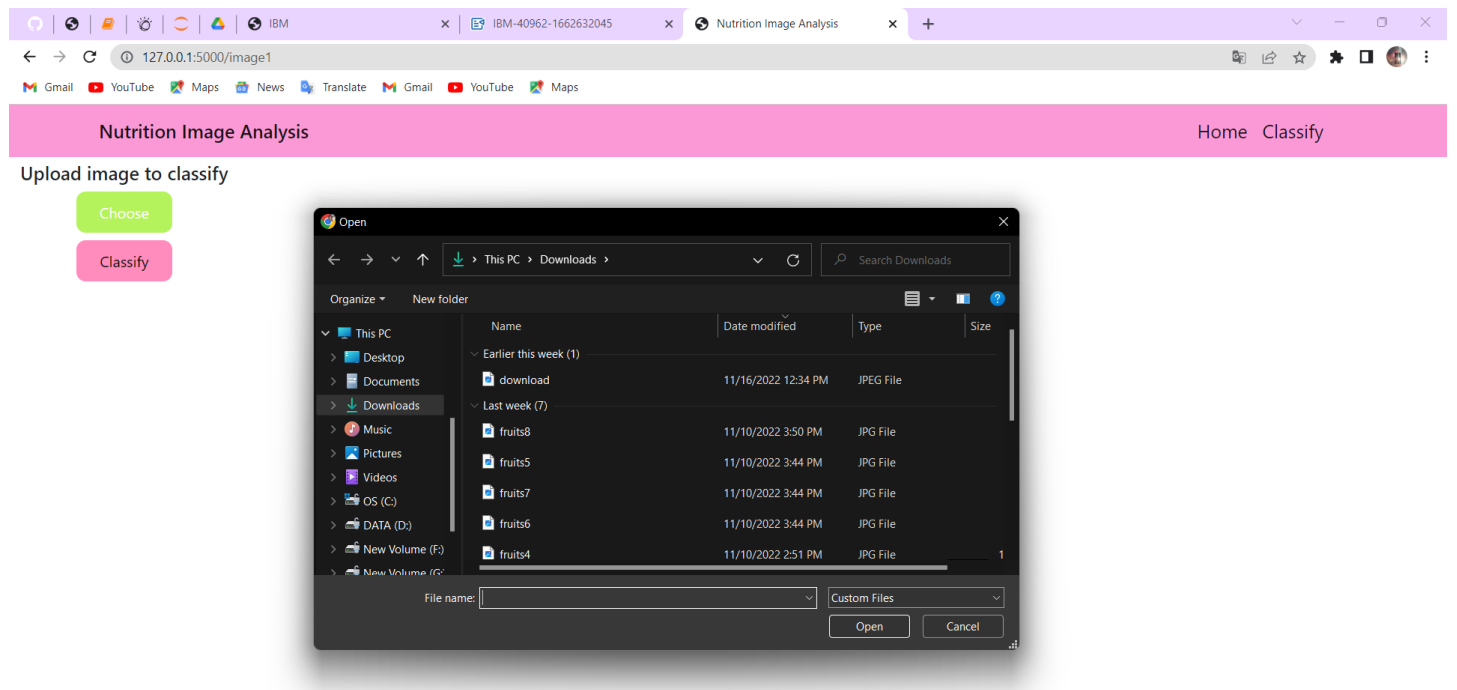 IBM IBM-40962-1662632045 Nutrition Image Analysis
127.0.0.1:5000/image1
Gmail YouTube Maps News Translate Gmail YouTube Maps
Nutrition Image Analysis Home Classify
Upload image to classify
Choose
Classify
Open
This PC › Downloads › Search Downloads
Organize New folder
This PC
Desktop
Documents
Downloads
Music
Pictures
Videos
OS (C:)
DATA (D:)
New Volume (F:)
New Volume (G:
Name Date modified Type Size
Earlier this week (1)
download 11/16/2022 12:34 PM JPEG File
Last week (7)
fruits8 11/10/2022 3:50 PM JPG File
fruits5 11/10/2022 3:44 PM JPG File
fruits7 11/10/2022 3:44 PM JPG File
fruits6 11/10/2022 3:44 PM JPG File
fruits4 11/10/2022 2:51 PM JPG File 1
File name: Custom Files
Open Cancel